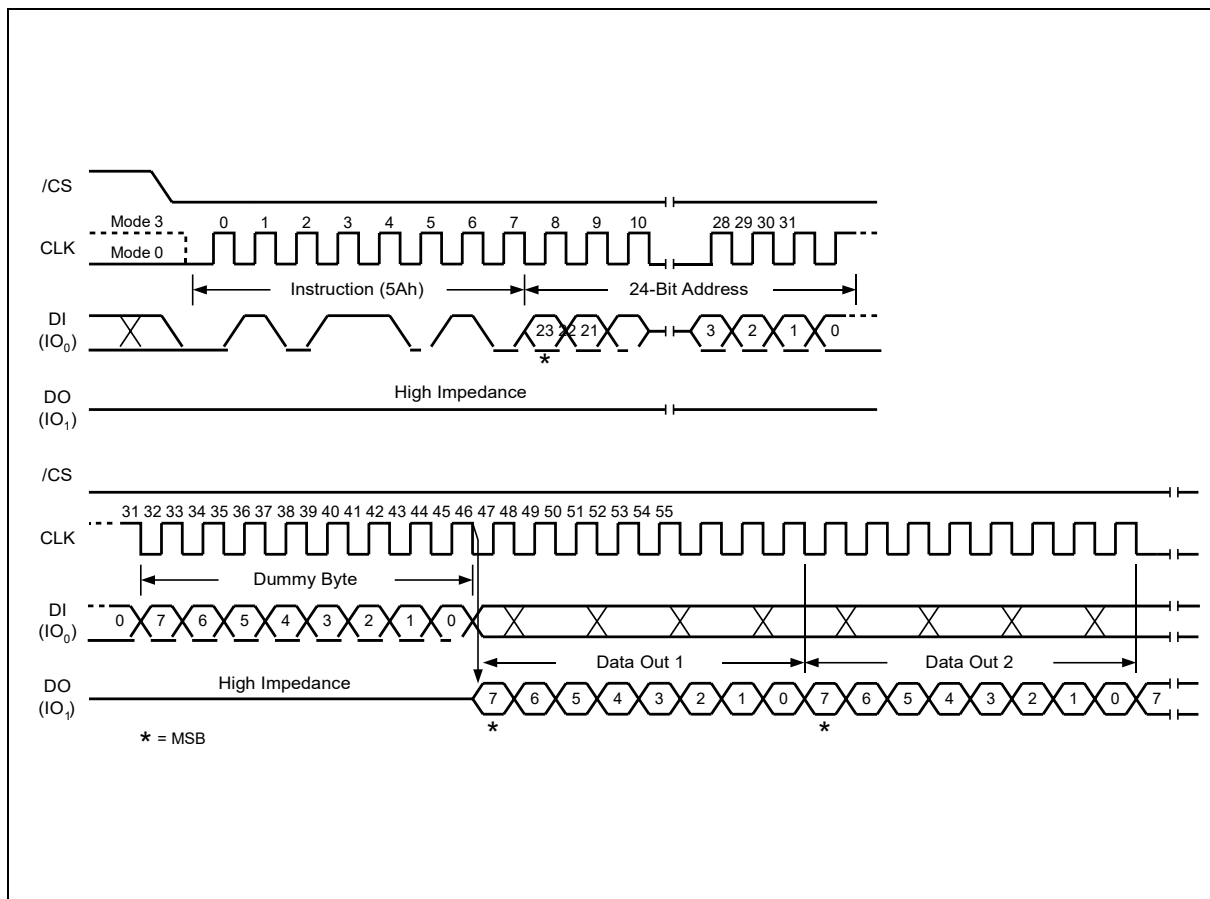 /CS
Mode 3 0 1 2 3 4 5 6 7 8 9 10 28 29 30 31
CLK
Mode 0
Instruction (5Ah) 24-Bit Address
DI
(IO0)
23 22 21 3 2 1 0
*
DO
(IO1)
High Impedance
/CS
31 32 33 34 35 36 37 38 39 40 41 42 43 44 45 46 47 48 49 50 51 52 53 54 55
CLK
Dummy Byte
DI
(IO0)
0 7 6 5 4 3 2 1 0
Data Out 1 Data Out 2
DO
(IO1)
High Impedance
7 6 5 4 3 2 1 0 7 6 5 4 3 2 1 0 7
* *
* = MSB